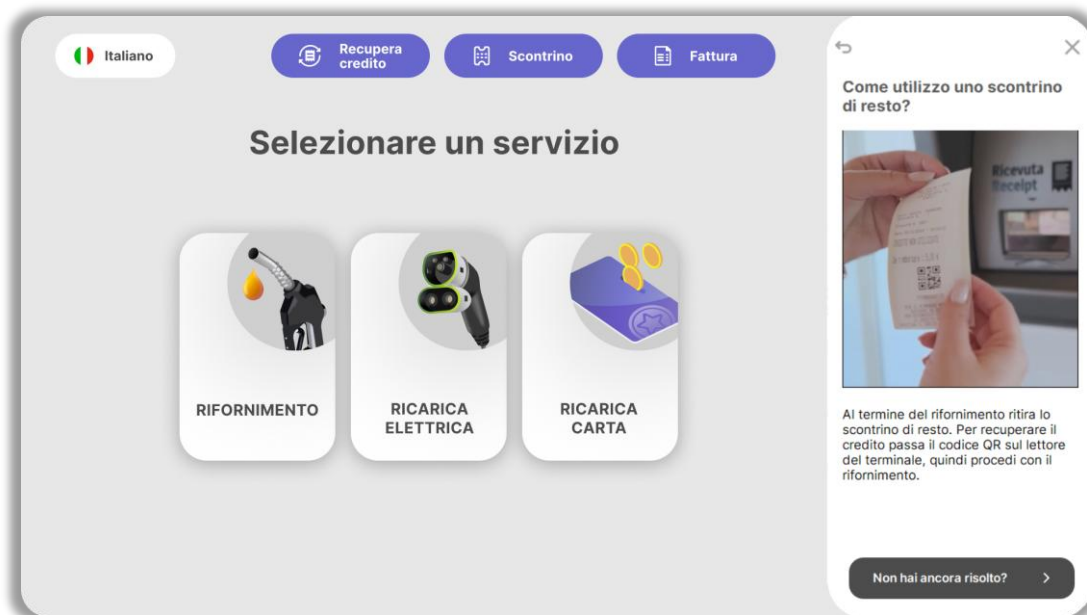 Italiano
Recupera
credito
Scontrino
Fattura
Selezionare un servizio
RIFORNIMENTO
RICARICA
ELETTRICA
RICARICA
CARTA
Come utilizzo uno scontrino
di resto?
Ricevuta
Receipt
Al termine del rifornimento ritira lo
scontrino di resto. Per recuperare il
credito passa il codice QR sul lettore
del terminale, quindi procedi con il
rifornimento.
Non hai ancora risolto?